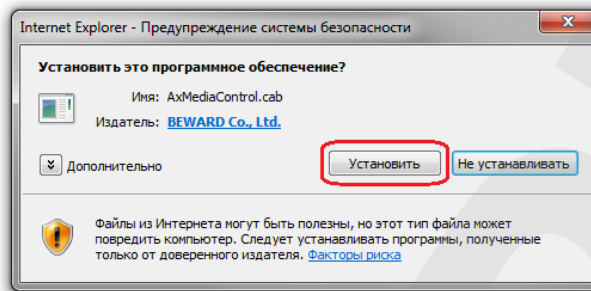 Internet Explorer - Предупреждение системы безопасности
Установить это программное обеспечение?
Имя: AxMediaControl.cab
Издатель: BEWARD Co., Ltd.
Дополнительно
Установить
Не устанавливать
Файлы из Интернета могут быть полезны, но этот тип файла может
повредить компьютер. Следует устанавливать программы, полученные
только от доверенного издателя. Факторы риска